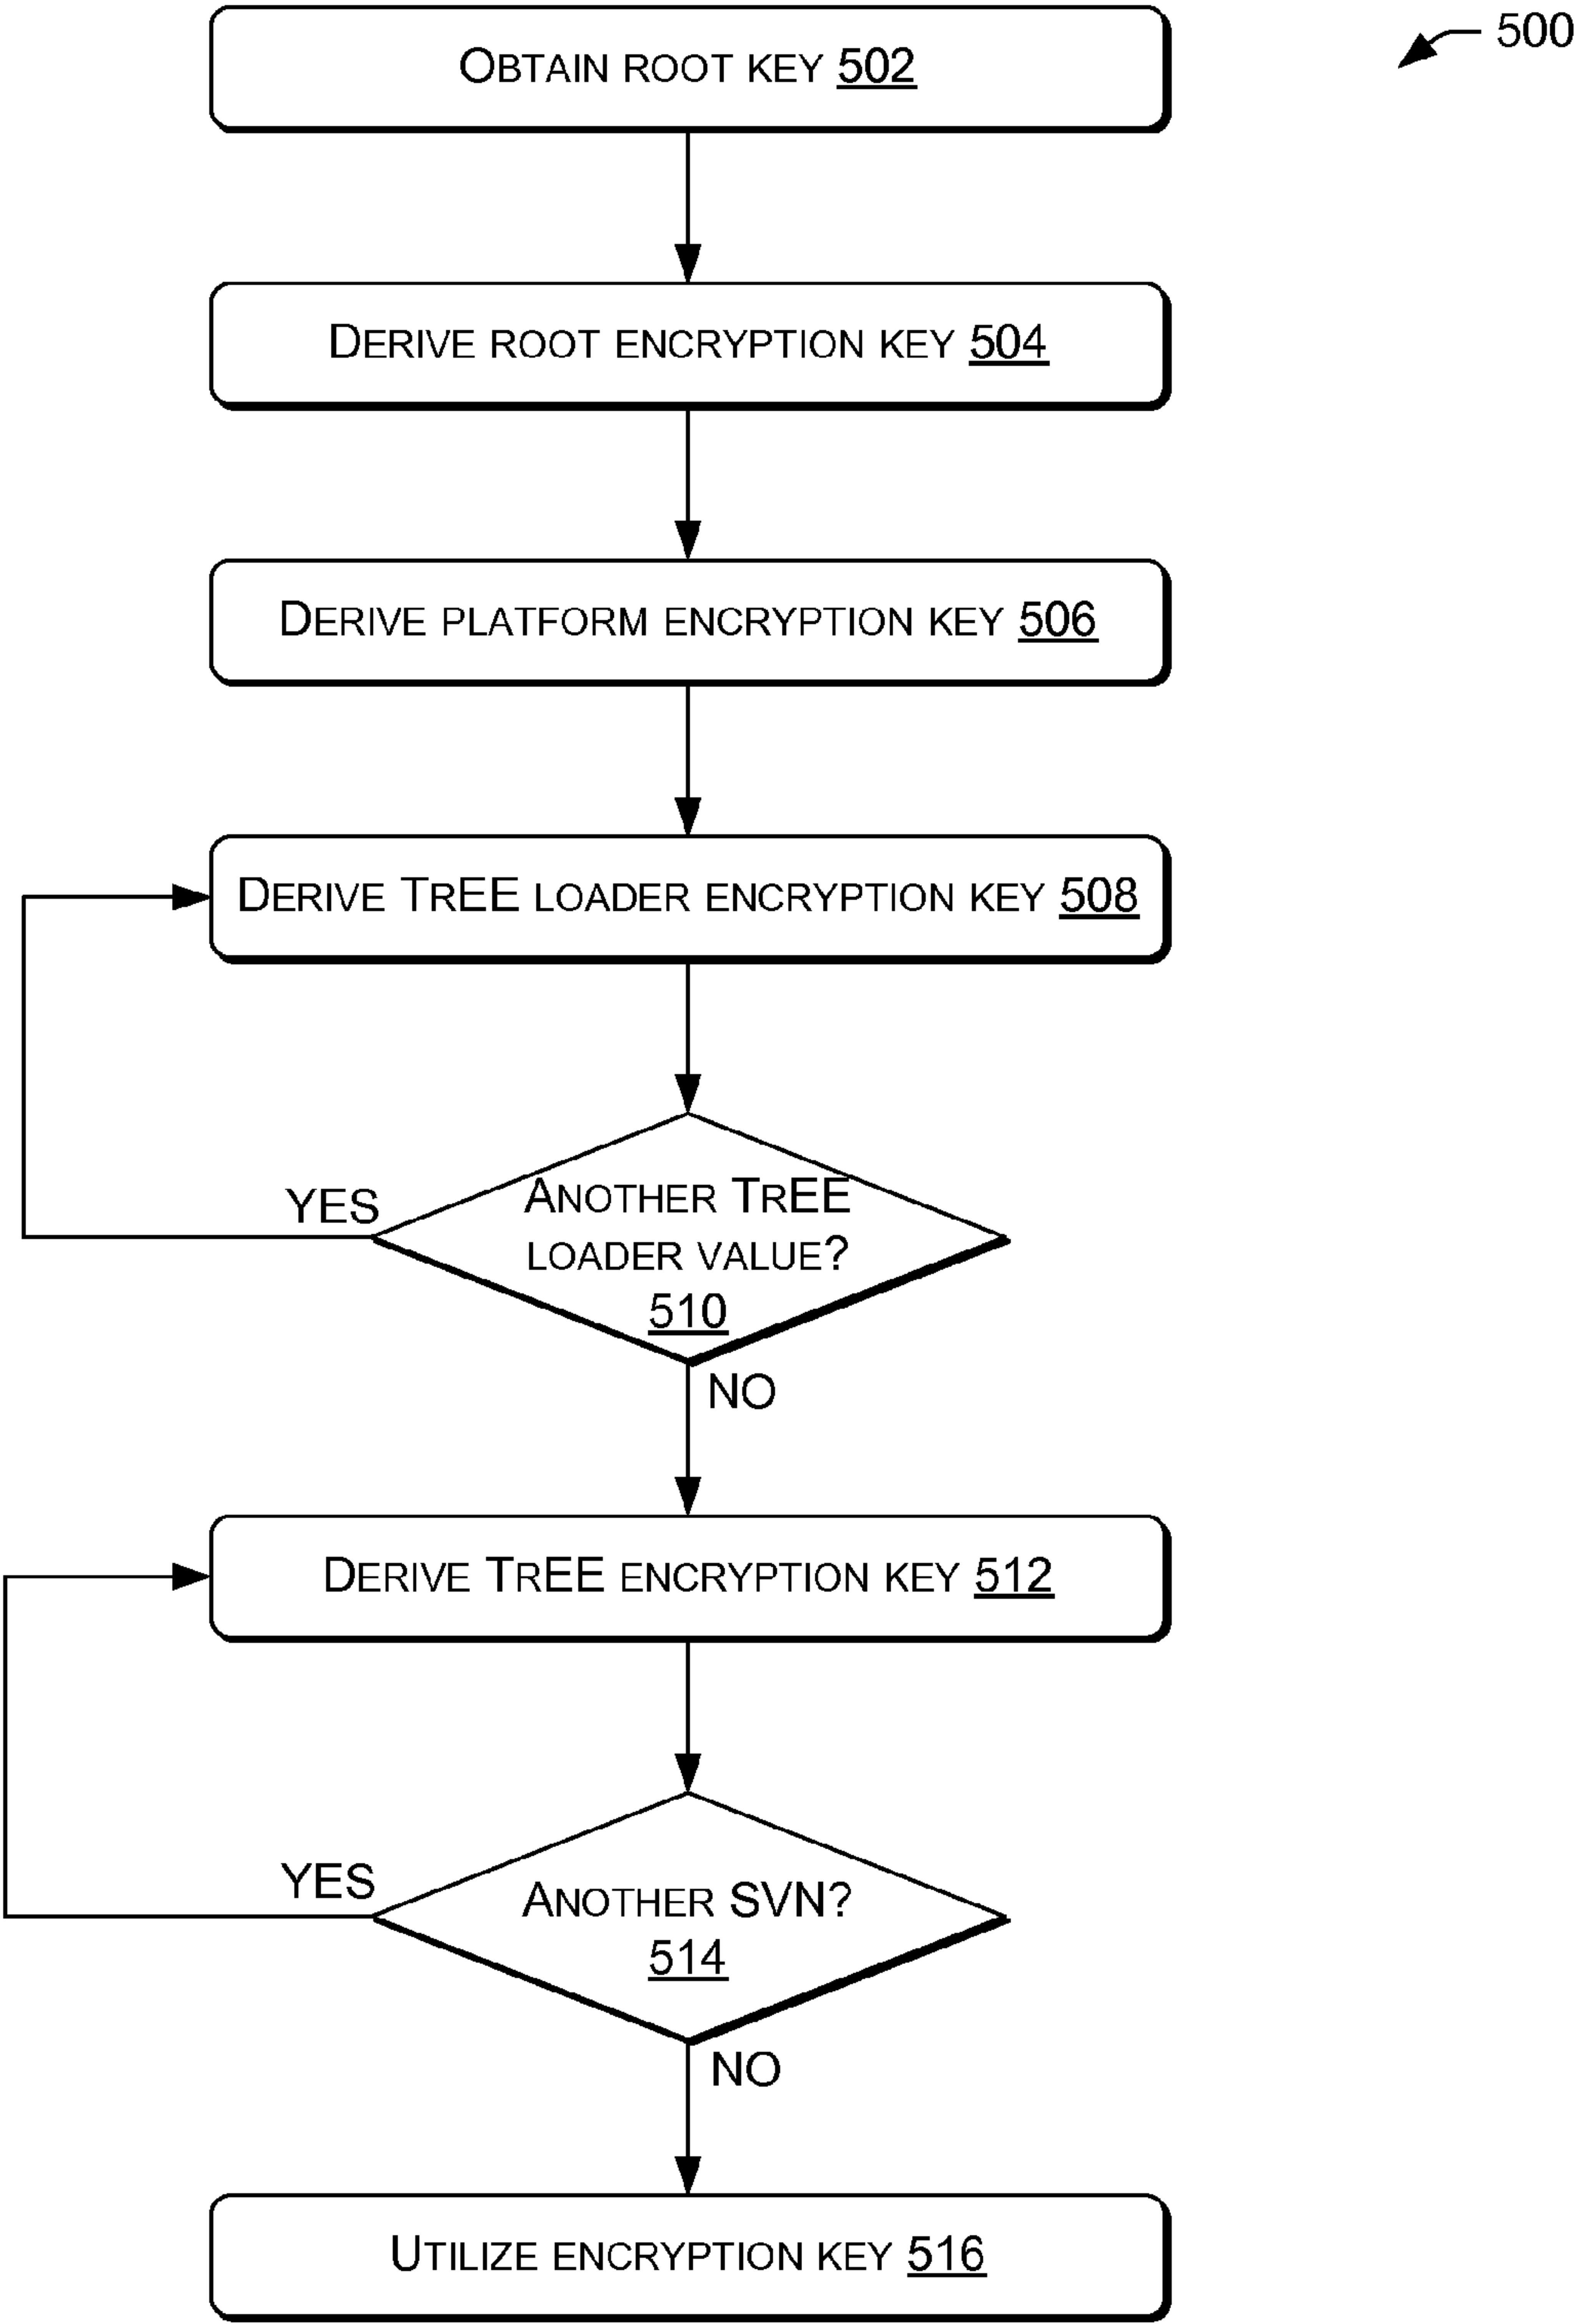 500
OBTAIN ROOT KEY 502
DERIVE ROOT ENCRYPTION KEY 504
DERIVE PLATFORM ENCRYPTION KEY 506
DERIVE TrEE LOADER ENCRYPTION KEY 508
ANOTHER TrEE
LOADER VALUE?
510
YES
NO
DERIVE TrEE ENCRYPTION KEY 512
ANOTHER SVN?
514
YES
NO
UTILIZE ENCRYPTION KEY 516